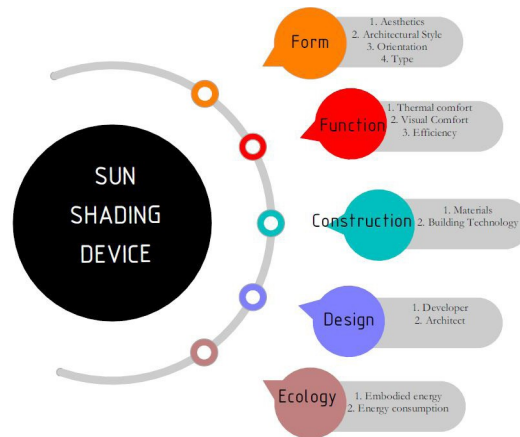 SUN
SHADING
DEVICE
Form
1. Aesthetics
2. Architectural Style
3. Orientation
4. Type
Function
1. Thermal comfort
2. Visual Comfort
3. Efficiency
Construction
1. Materials
2. Building Technology
Design
1. Developer
2. Architect
Ecology
1. Embodied energy
2. Energy consumption